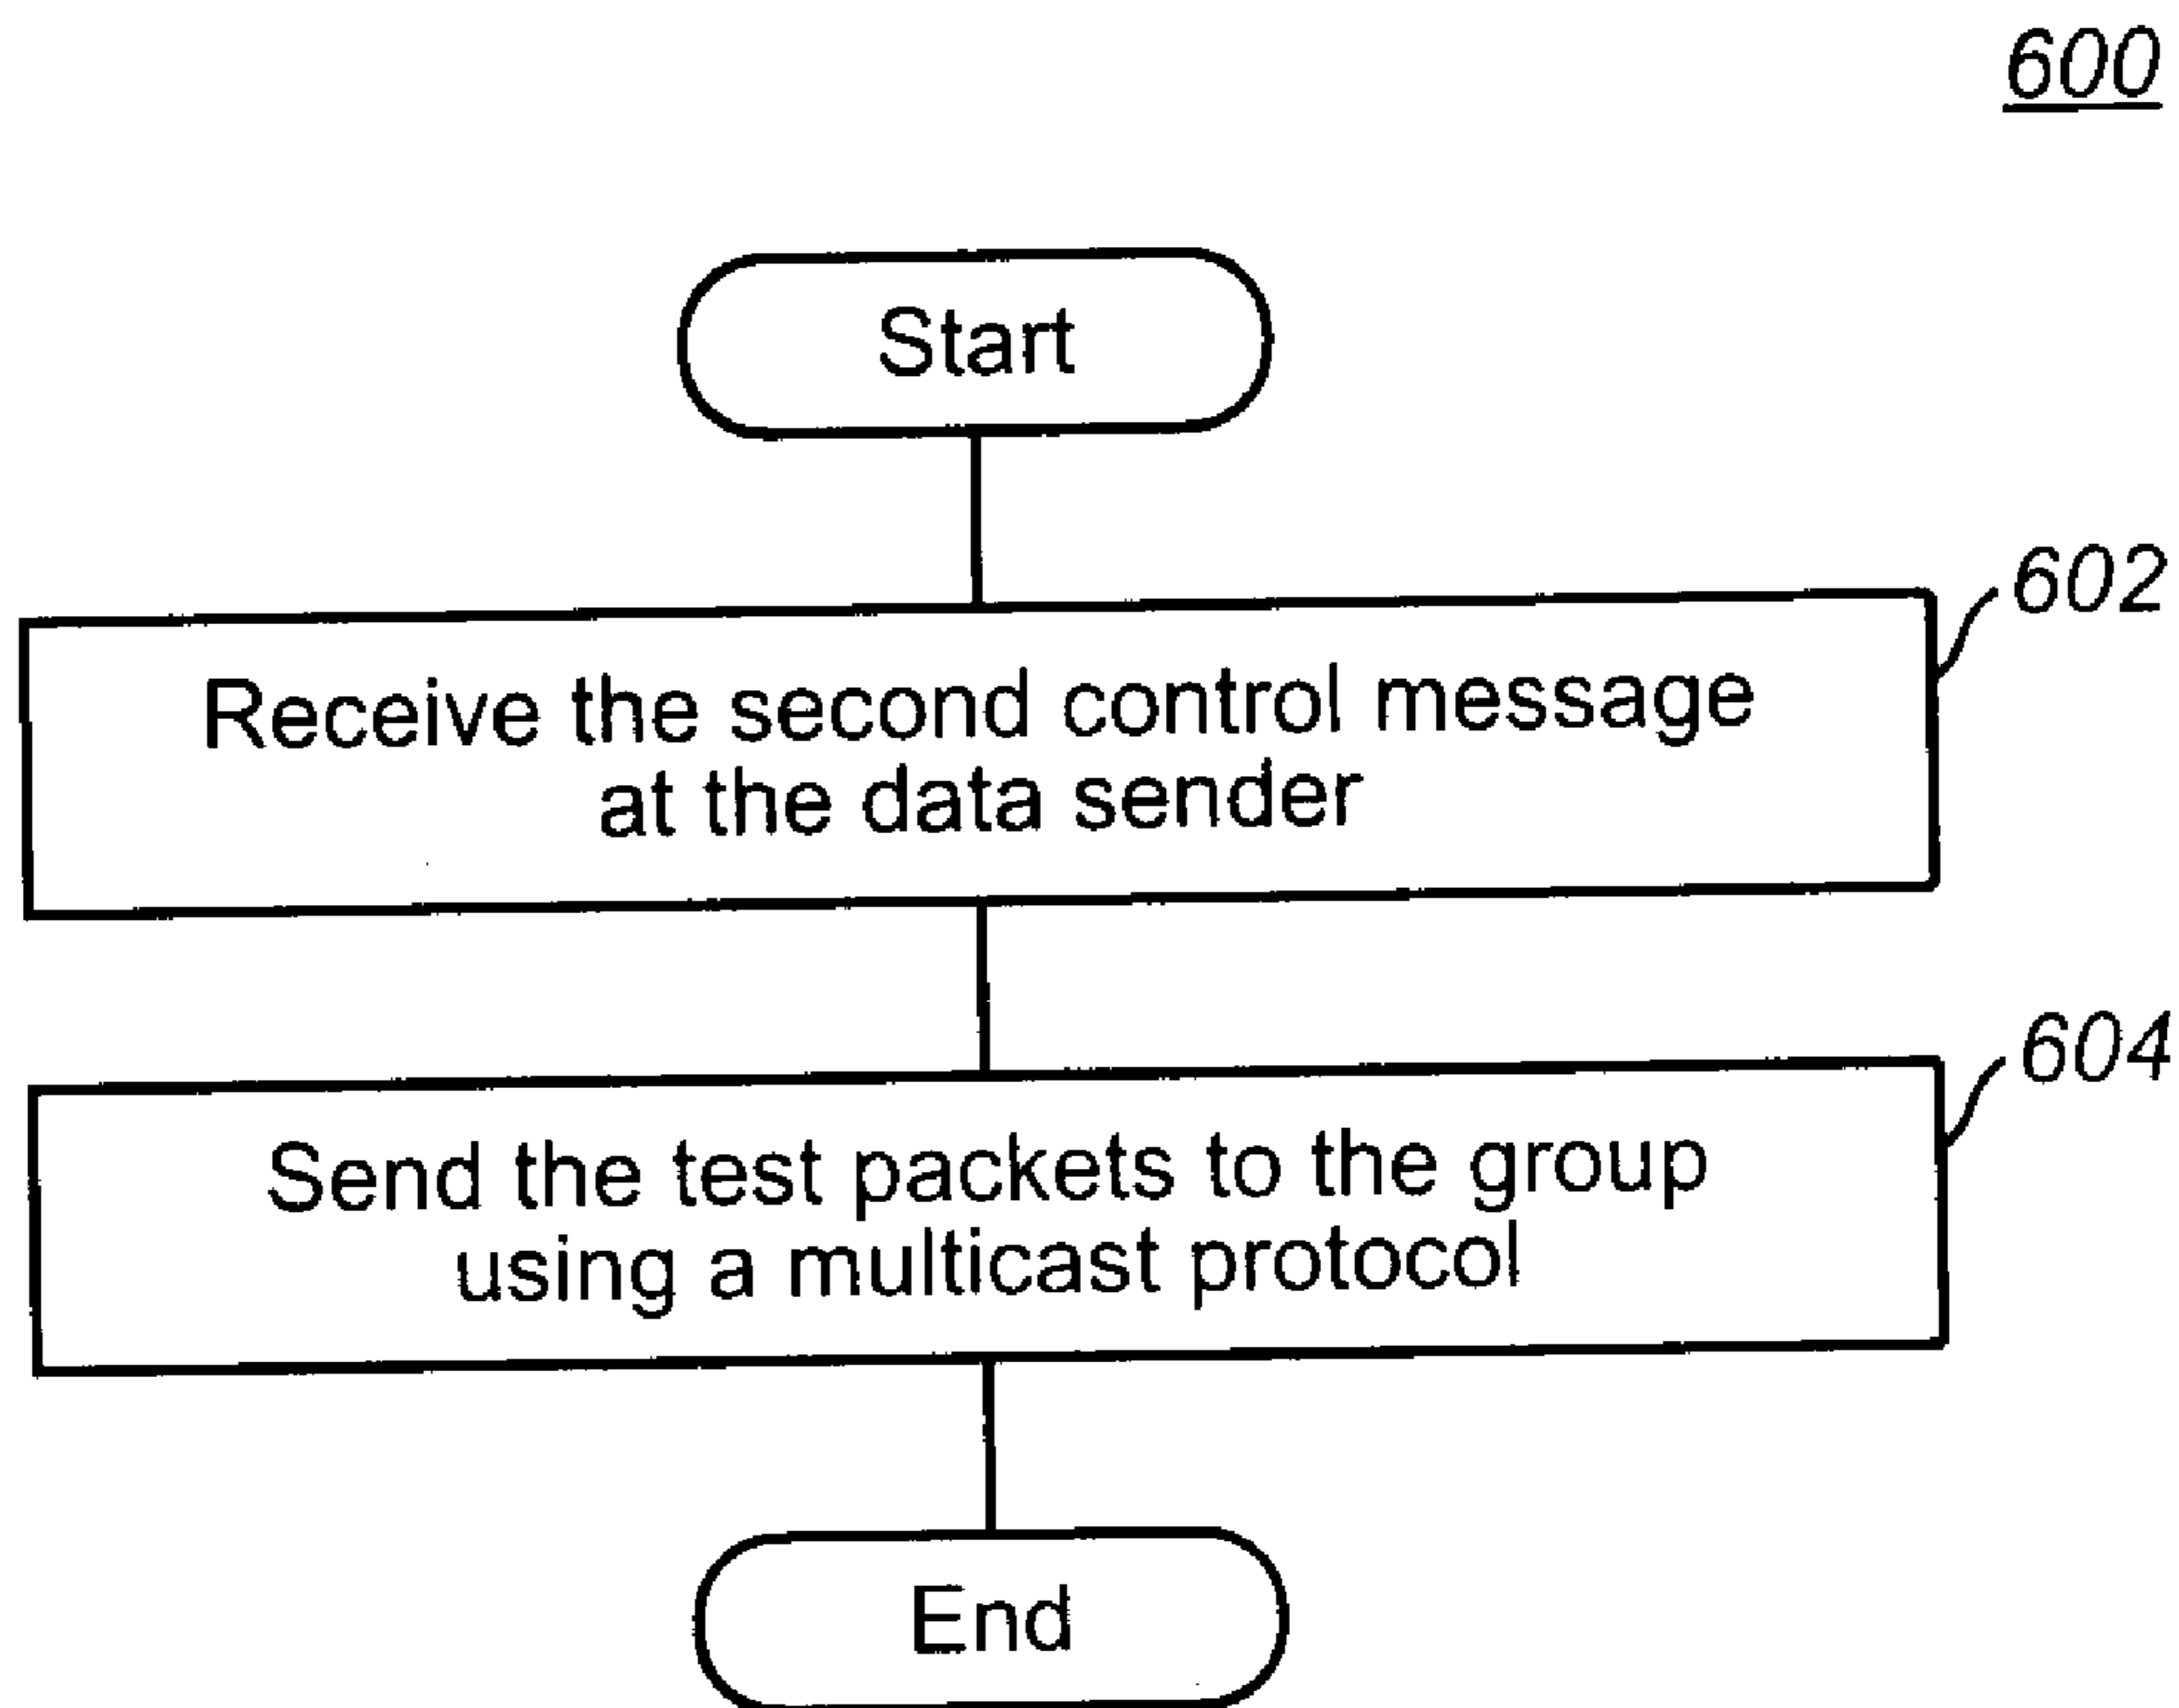 600
Start
602
Receive the second control message
at the data sender
604
Send the test packets to the group
using a multicast protocol
End